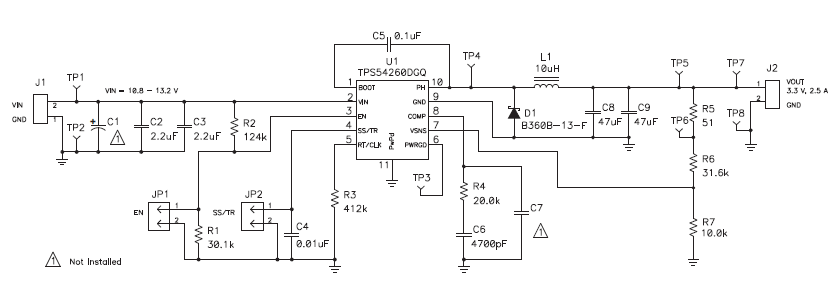 C5 0.1uF
U1
TPS54260DGQ
TP4
L1
10uH
TP5
TP7
J2
J1
TP1
VIN = 10.8 - 13.2 V
1 BOOT PH 10
2 VIN GND 9
3 EN COMP 8
4 SS/TR VSNS 7
5 RT/CLK PWRGD 6
PwPd
11
VOUT
3.3 V, 2.5 A
GND
1
2
VIN
GND
2
1
TP2
C1
1
C2
2.2uF
C3
2.2uF
R2
124k
D1
B360B-13-F
C8
47uF
C9
47uF
R5
51
TP8
TP6
R6
31.6k
TP3
JP1
EN
1
2
JP2
SS/TR
1
2
R3
412k
R4
20.0k
C7
1
R1
30.1k
C4
0.01uF
C6
4700pF
R7
10.0k
1 Not Installed